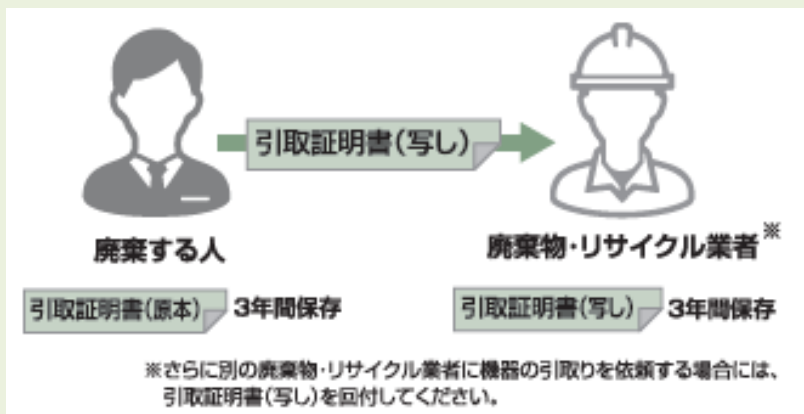 引取証明書(写し)
廃棄する人
廃棄物・リサイクル業者※
引取証明書(原本) 3年間保存
引取証明書(写し) 3年間保存
※さらに別の廃棄物・リサイクル業者に機器の引取りを依頼する場合には、
引取証明書(写し)を回付してください。